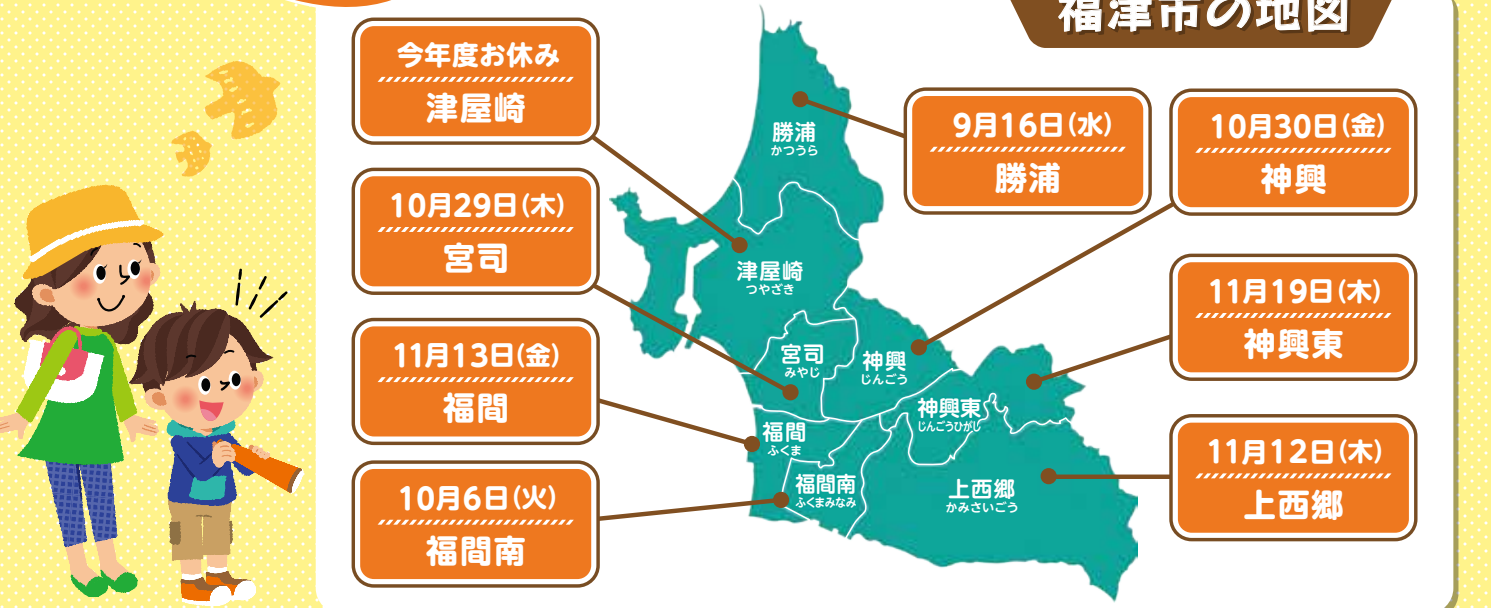 福津市の地図
今年度お休み
津屋崎
10月29日(木)
宮司
11月13日(金)
福間
10月6日(火)
福間南
9月16日(水)
勝浦
10月30日(金)
神興
11月19日(木)
神興東
11月12日(木)
上西郷
勝浦
かつうら
津屋崎
つやざき
宮司
みやじ
神興
じんごう
神興東
じんごうひがし
福間
ふくま
福間南
ふくまみなみ
上西郷
かみさいごう